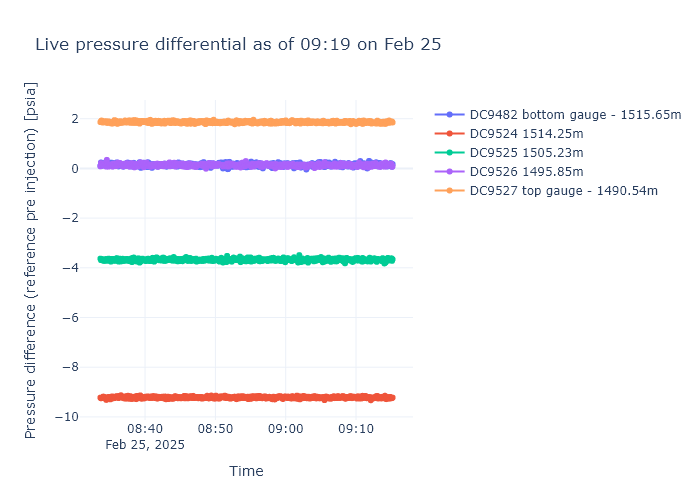 Live pressure differential as of 09:19 on Feb 25
Pressure difference (reference pre injection) [psia]
2
0
−2
−4
−6
−8
−10
08:40
08:50
09:00
09:10
Feb 25, 2025
Time
DC9482 bottom gauge - 1515.65m
DC9524 1514.25m
DC9525 1505.23m
DC9526 1495.85m
DC9527 top gauge - 1490.54m